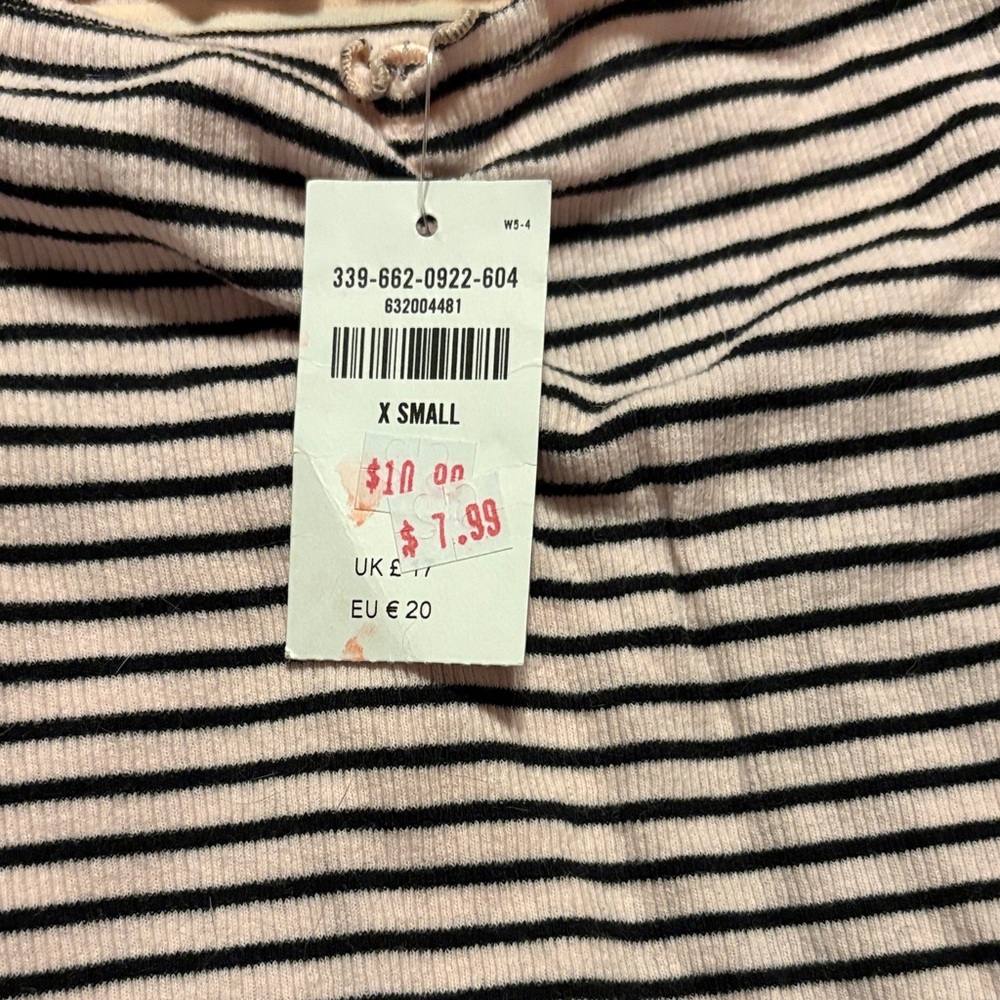 W5-4
339-662-0922-604
632004481
X SMALL
$10.99
$ 7.99
UK £ 17
EU € 20